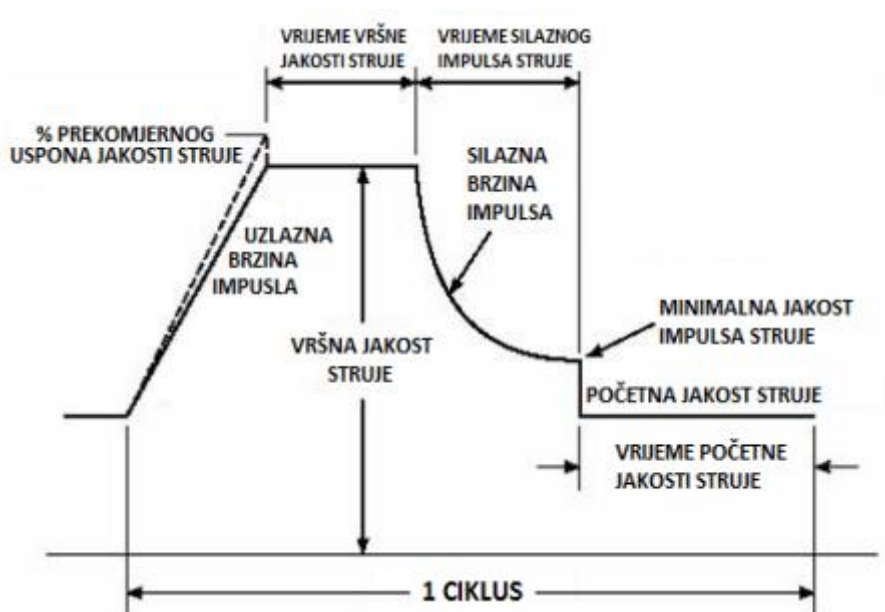 VRIJEME VRŠNE
JAKOSTI STRUJE
VRIJEME SILAZNOG
IMPULSA STRUJE
% PREKOMJERNOG
USPONA JAKOSTI STRUJE
SILAZNA
BRZINA
IMPULSA
UZLAZNA
BRZINA
IMPUSLA
MINIMALNA JAKOST
IMPULSA STRUJE
VRŠNA JAKOST
STRUJE
POČETNA JAKOST STRUJE
VRIJEME POČETNE
JAKOSTI STRUJE
1 CIKLUS